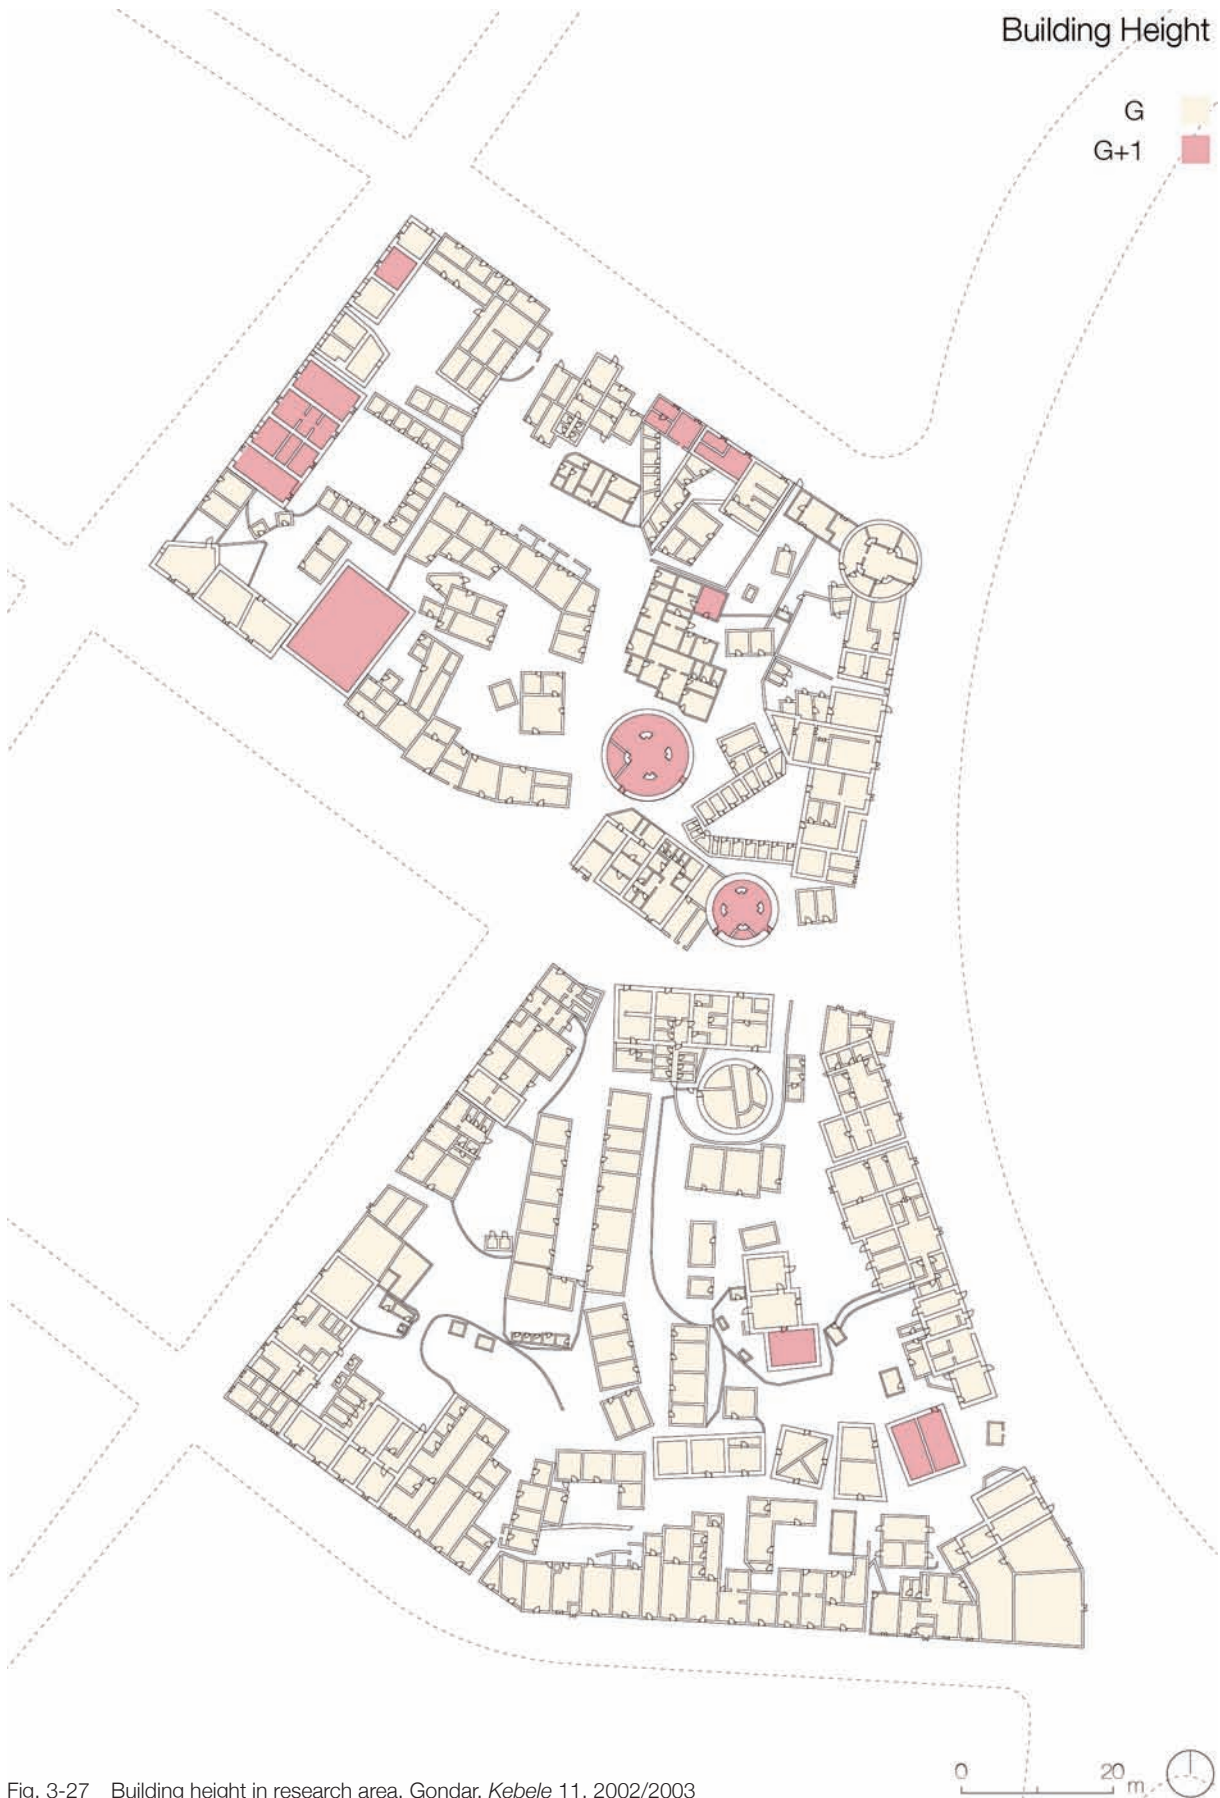 Building Height
G
G+1
0 20 m
Fig. 3-27 Building height in research area, Gondar, Kebele 11, 2002/2003